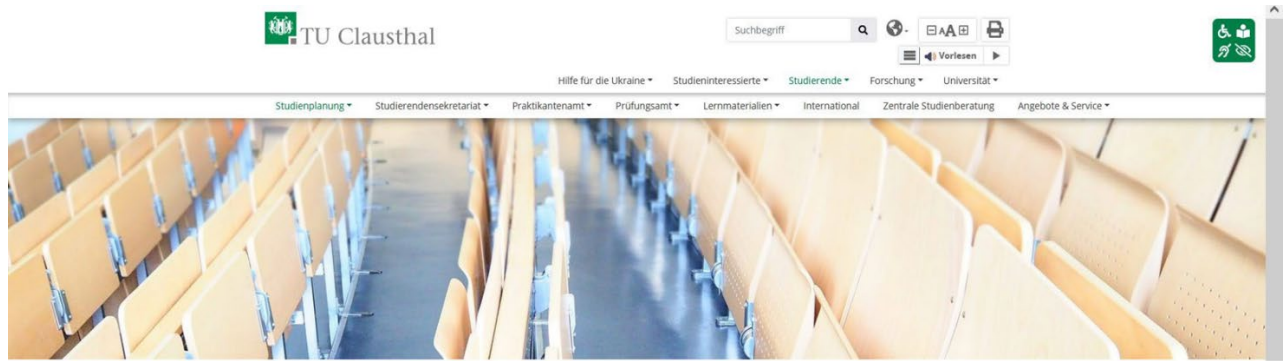 TU Clausthal
Suchbegriff
AAA
Vorlesen
Hilfe für die Ukraine Studieninteressierte Studierende Forschung Universität
Studienplanung Studierendensekretariat Praktikantenamt Prüfungsamt Lernmaterialien International Zentrale Studienberatung Angebote & Service